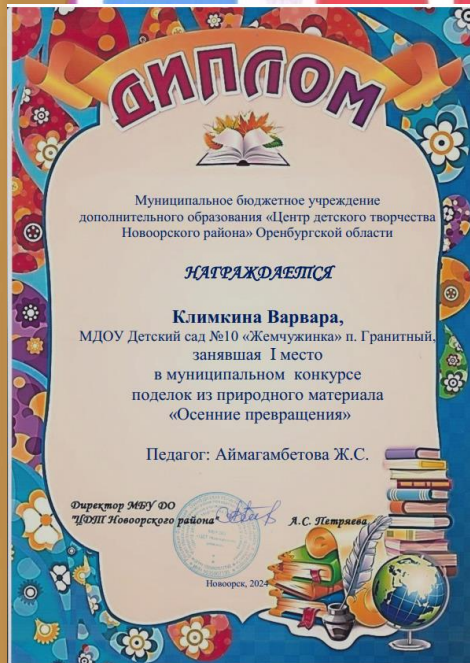 ДИПЛОМ
Муниципальное бюджетное учреждение
дополнительного образования «Центр детского творчества
Новоорского района» Оренбургской области
НАГРАЖДАЕТСЯ
Климкина Варвара,
МДОУ Детский сад №10 «Жемчужинка» п. Гранитный,
занявшая I место
в муниципальном конкурсе
поделок из природного материала
«Осенние превращения»
Педагог: Аймагамбетова Ж.С.
Директор МБУ ДО
"ЦДТ Новоорского района"
А.С. Петряева
Новоорск, 2024